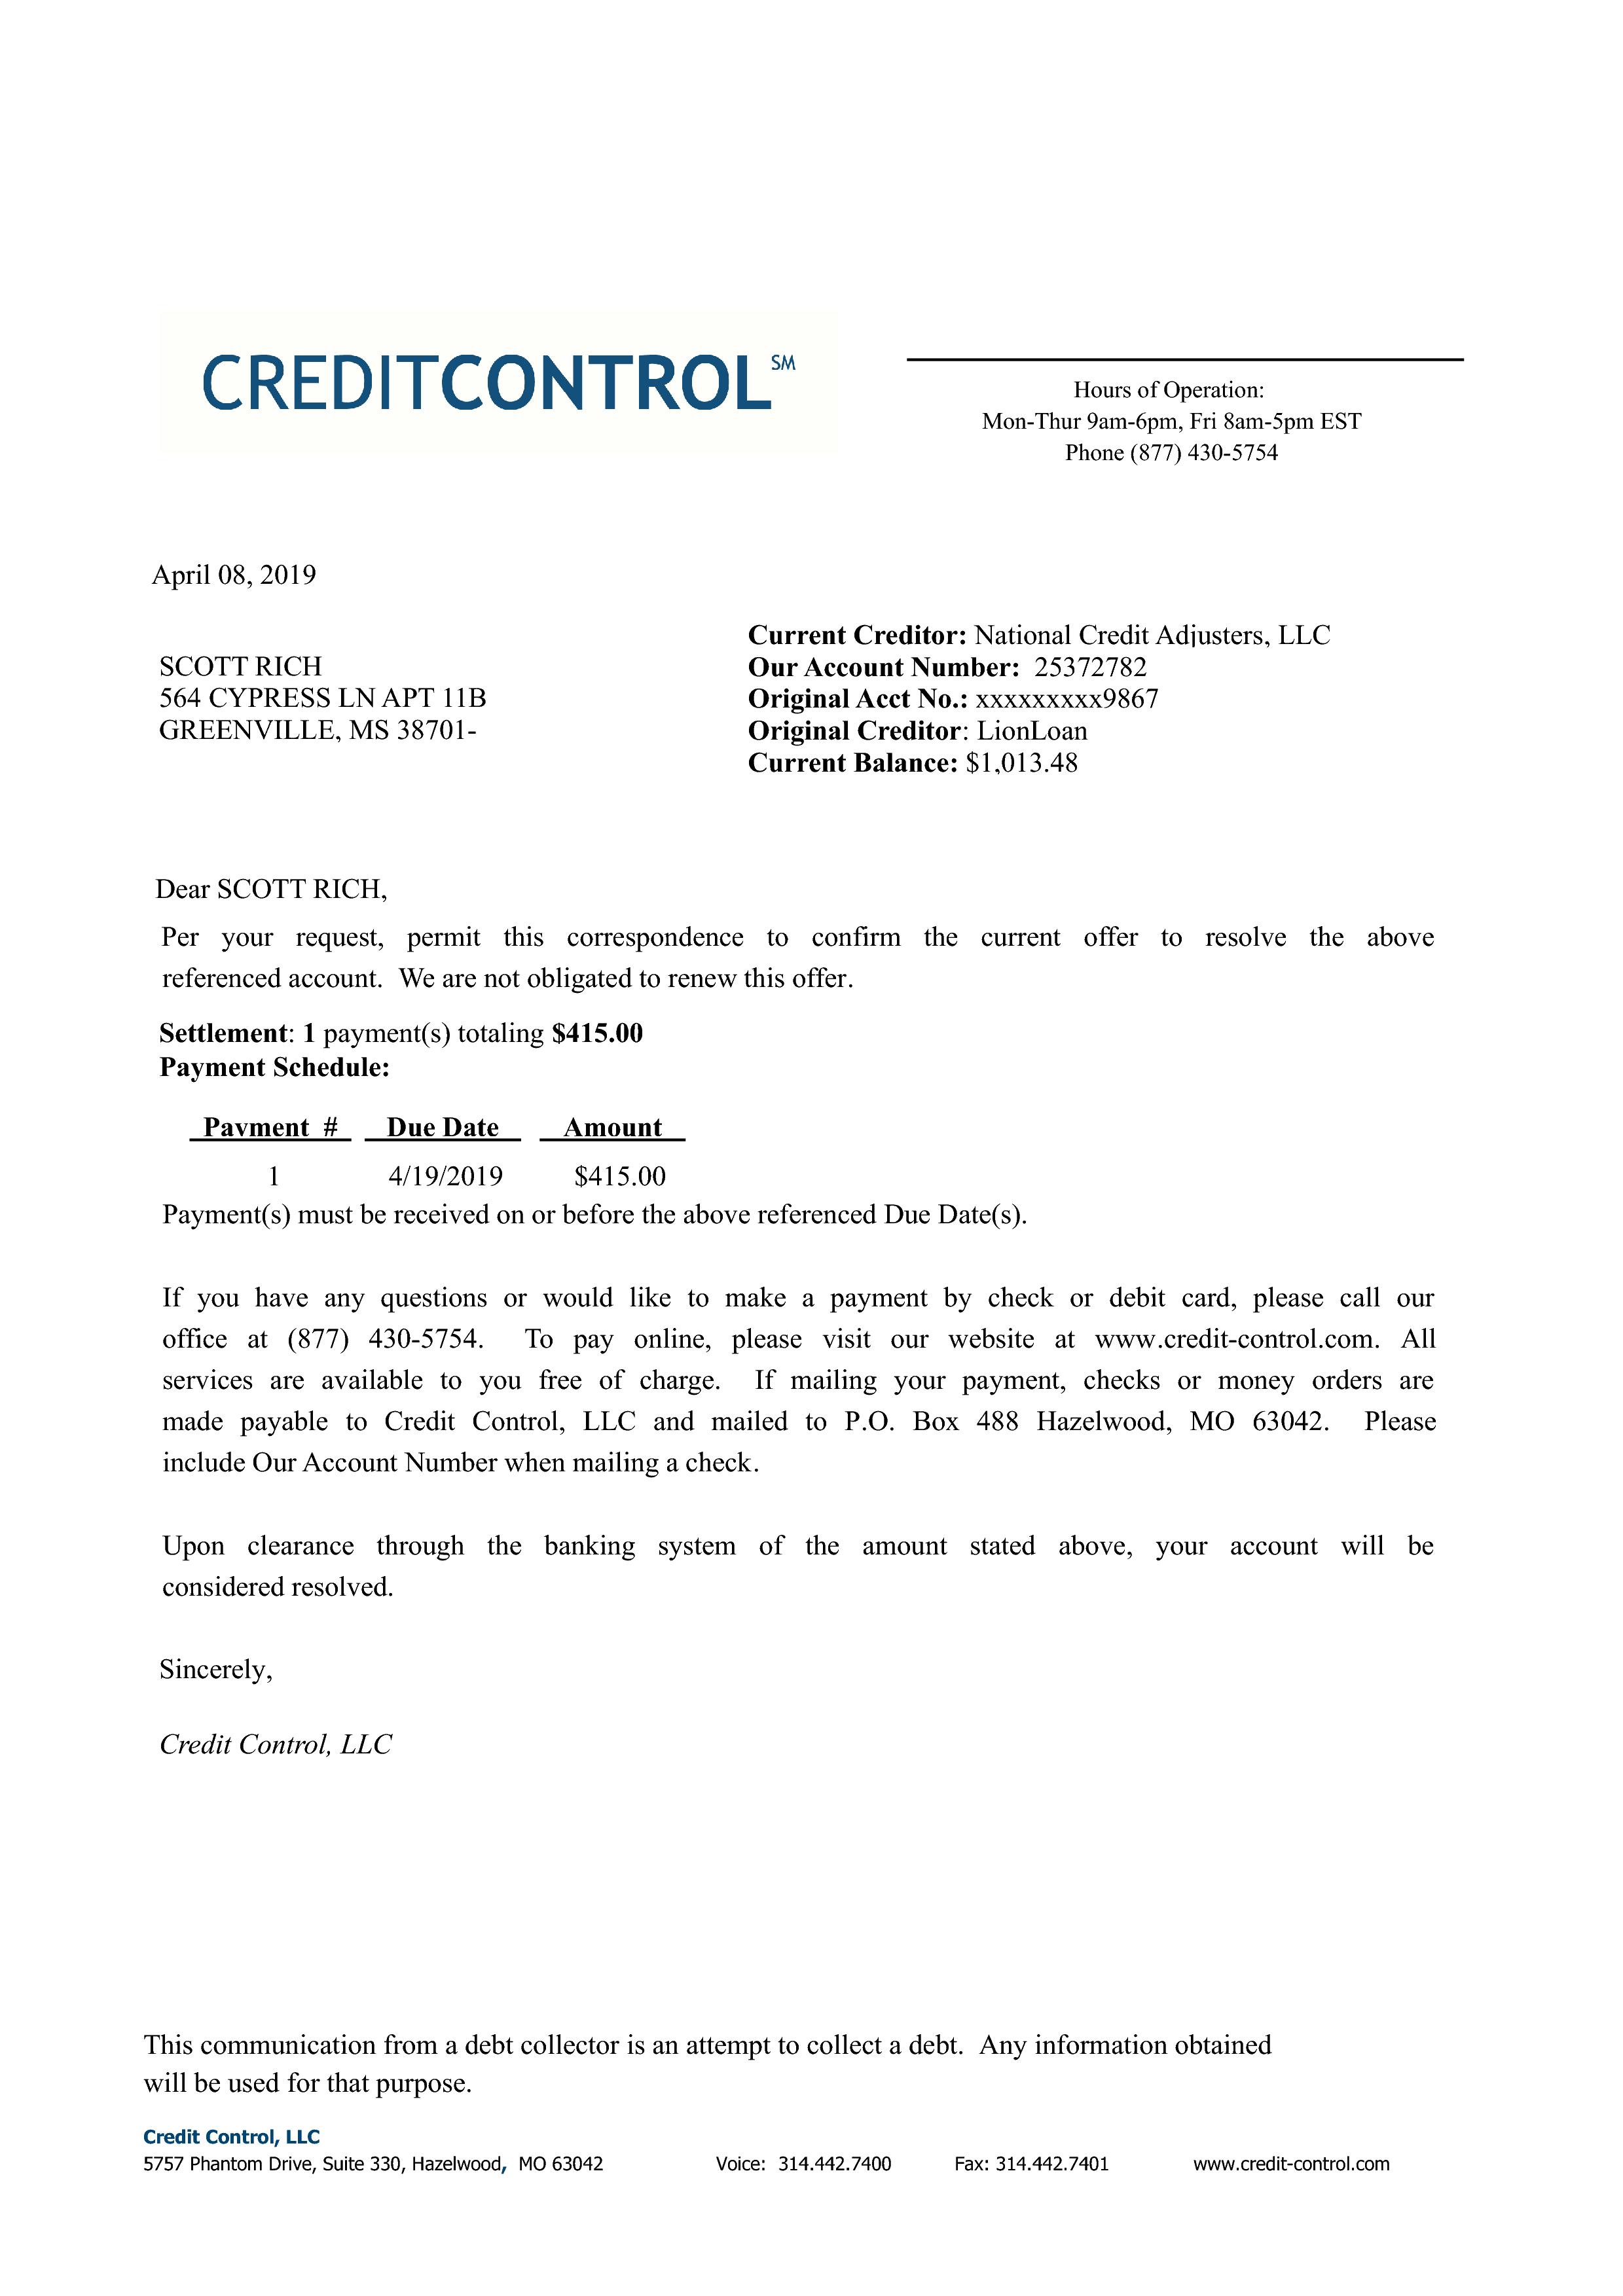 CREDITCONTROL SM
Hours of Operation:
Mon-Thur 9am-6pm, Fri 8am-5pm EST
Phone (877) 430-5754
April 08, 2019
SCOTT RICH
564 CYPRESS LN APT 11B
GREENVILLE, MS 38701-
Current Creditor: National Credit Adjusters, LLC
Our Account Number: 25372782
Original Acct No.: xxxxxxxxx9867
Original Creditor: LionLoan
Current Balance: $1,013.48
Dear SCOTT RICH,
Per your request, permit this correspondence to confirm the current offer to resolve the above
referenced account. We are not obligated to renew this offer.
Settlement: 1 payment(s) totaling $415.00
Payment Schedule:
Payment # Due Date Amount
1 4/19/2019 $415.00
Payment(s) must be received on or before the above referenced Due Date(s).
If you have any questions or would like to make a payment by check or debit card, please call our
office at (877) 430-5754. To pay online, please visit our website at www.credit-control.com. All
services are available to you free of charge. If mailing your payment, checks or money orders are
made payable to Credit Control, LLC and mailed to P.O. Box 488 Hazelwood, MO 63042. Please
include Our Account Number when mailing a check.
Upon clearance through the banking system of the amount stated above, your account will be
considered resolved.
Sincerely,
Credit Control, LLC
This communication from a debt collector is an attempt to collect a debt. Any information obtained
will be used for that purpose.
Credit Control, LLC
5757 Phantom Drive, Suite 330, Hazelwood, MO 63042 Voice: 314.442.7400 Fax: 314.442.7401 www.credit-control.com